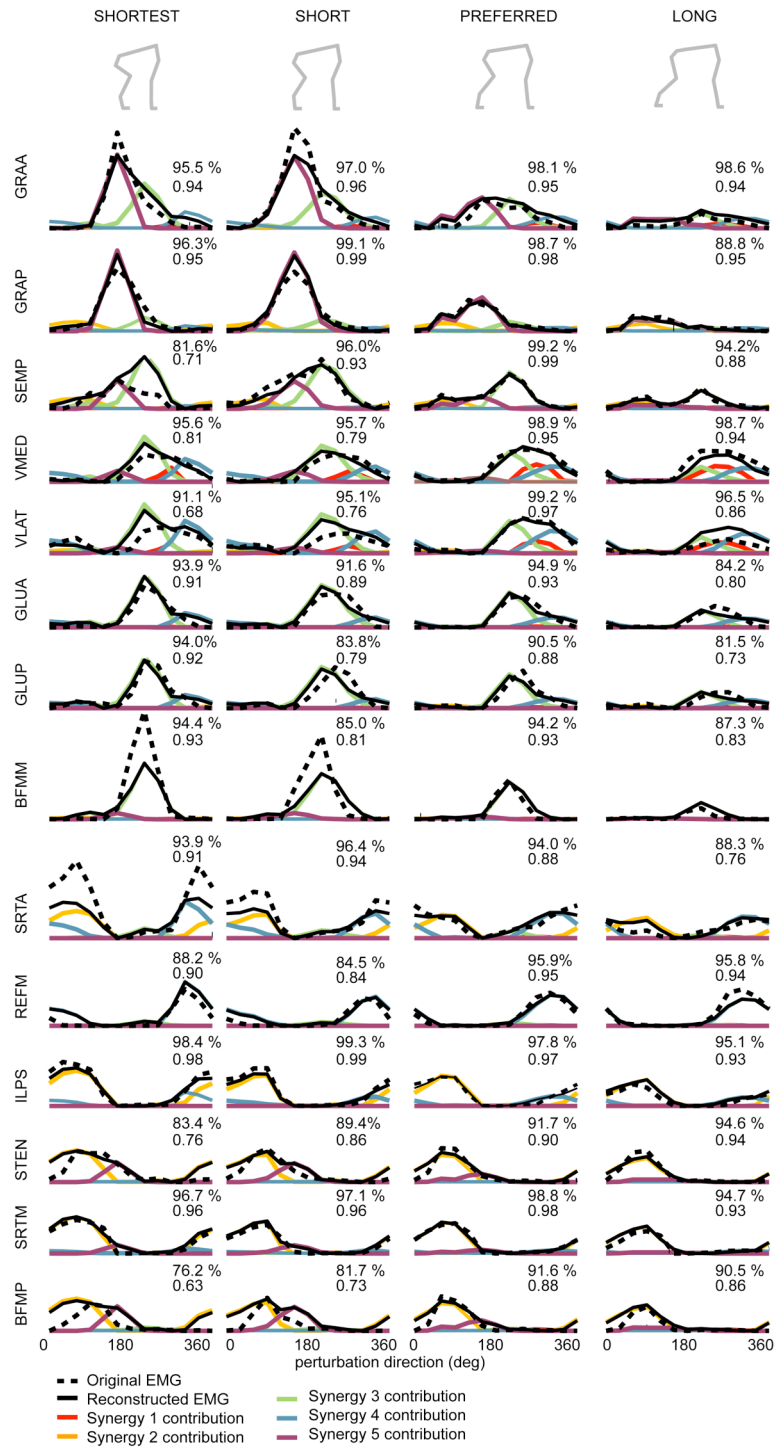 SHORTEST SHORT PREFERRED LONG
GRAA
95.5 % 97.0 % 98.1 % 98.6 %
0.94 0.96 0.95 0.94
GRAP
96.3% 99.1 % 98.7 % 88.8 %
0.95 0.99 0.98 0.95
SEMP
81.6% 96.0% 99.2 % 94.2%
0.71 0.93 0.99 0.88
VMED
95.6 % 95.7 % 98.9 % 98.7 %
0.81 0.79 0.95 0.94
VLAT
91.1 % 95.1% 99.2 % 96.5 %
0.68 0.76 0.97 0.86
GLUA
93.9 % 91.6 % 94.9 % 84.2 %
0.91 0.89 0.93 0.80
GLUP
94.0% 83.8% 90.5 % 81.5 %
0.92 0.79 0.88 0.73
BFMM
94.4 % 85.0 % 94.2 % 87.3 %
0.93 0.81 0.93 0.83
SRTA
93.9 % 96.4 % 94.0 % 88.3 %
0.91 0.94 0.88 0.76
REFM
88.2 % 84.5 % 95.9% 95.8 %
0.90 0.84 0.95 0.94
ILPS
98.4 % 99.3 % 97.8 % 95.1 %
0.98 0.99 0.97 0.93
STEN
83.4 % 89.4% 91.7 % 94.6 %
0.76 0.86 0.90 0.94
SRTM
96.7 % 97.1 % 98.8 % 94.7 %
0.96 0.96 0.98 0.93
BFMP
76.2 % 81.7 % 91.6 % 90.5 %
0.63 0.73 0.88 0.86
0 180 360 0 180 360 0 180 360 0 180 360
perturbation direction (deg)
Original EMG
Reconstructed EMG
Synergy 1 contribution
Synergy 2 contribution
Synergy 3 contribution
Synergy 4 contribution
Synergy 5 contribution